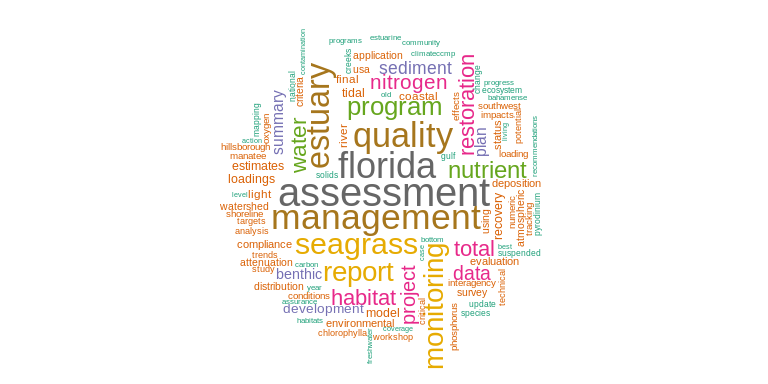 estuarine
programs
community
contamination
creeks
application
climate
ccmp
sediment
usa
final
nitrogen
national
criteria
tidal
old
coastal
estuary
program
restoration
change
progress
ecosystem
bahamense
effects
southwest
impacts
potential
summary
mapping
oxygen
action
water
river
quality
plan
status
living
recommendations
hillsborough
manatee
estimates
loadings
solids
florida
gulf
nutrient
loading
deposition
level
light
assessment
watershed
shoreline
targets
analysis
management
using
recovery
numeric
atmospheric
tracking
pyrodinium
compliance
trends
attenuation
study
seagrass
carbon
bottom
case
total
best
suspended
evaluation
benthic
report
monitoring
data
interagency
survey
technical
distribution
year
conditions
assurance
habitat
project
critical
development
model
update
species
habitats
environmental
chlorophylla
freshwater
coverage
workshop
phosphorus